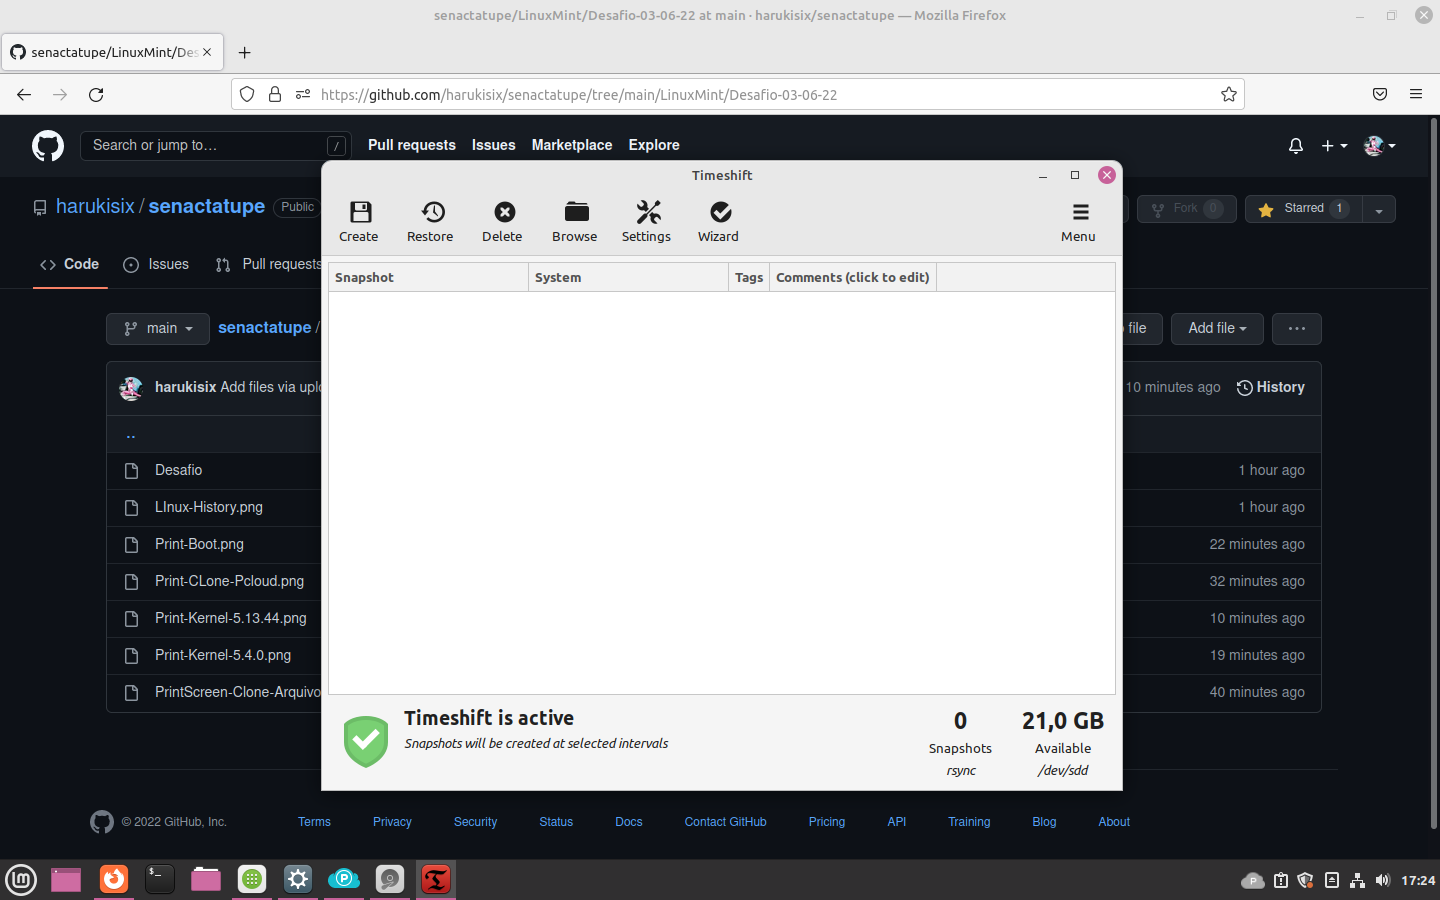 senactatupe/LinuxMint/Desafio-03-06-22 at main · harukisix/senactatupe — Mozilla Firefox
senactatupe/LinuxMint/Des
https://github.com/harukisix/senactatupe/tree/main/LinuxMint/Desafio-03-06-22
Search or jump to… / Pull requests Issues Marketplace Explore
Timeshift
harukisix / senactatupe Public
Fork 0 Starred 1
Create Restore Delete Browse Settings Wizard Menu
Code Issues Pull requests
Snapshot System Tags Comments (click to edit)
main senactatupe / file Add file
harukisix Add files via uplo 10 minutes ago History
..
Desafio 1 hour ago
LInux-History.png 1 hour ago
Print-Boot.png 22 minutes ago
Print-CLone-Pcloud.png 32 minutes ago
Print-Kernel-5.13.44.png 10 minutes ago
Print-Kernel-5.4.0.png 19 minutes ago
PrintScreen-Clone-Arquivo 40 minutes ago
Timeshift is active
Snapshots will be created at selected intervals
0 21,0 GB
Snapshots Available
rsync /dev/sdd
© 2022 GitHub, Inc. Terms Privacy Security Status Docs Contact GitHub Pricing API Training Blog About
17:24